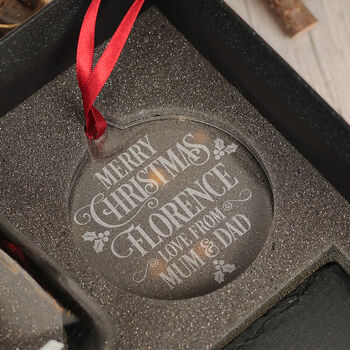 MERRY
CHRISTMAS
FLORENCE
LOVE FROM
MUM & DAD